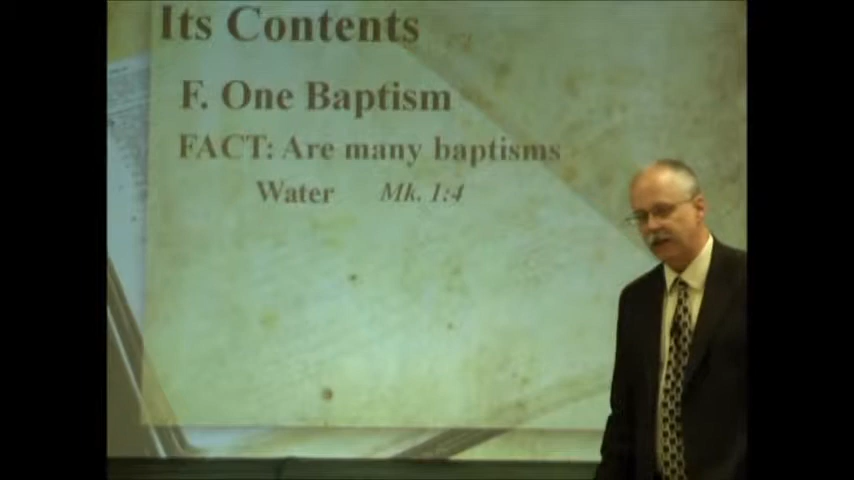 Its Contents
F. One Baptism
FACT: Are many baptisms
Water Mk. 1:4